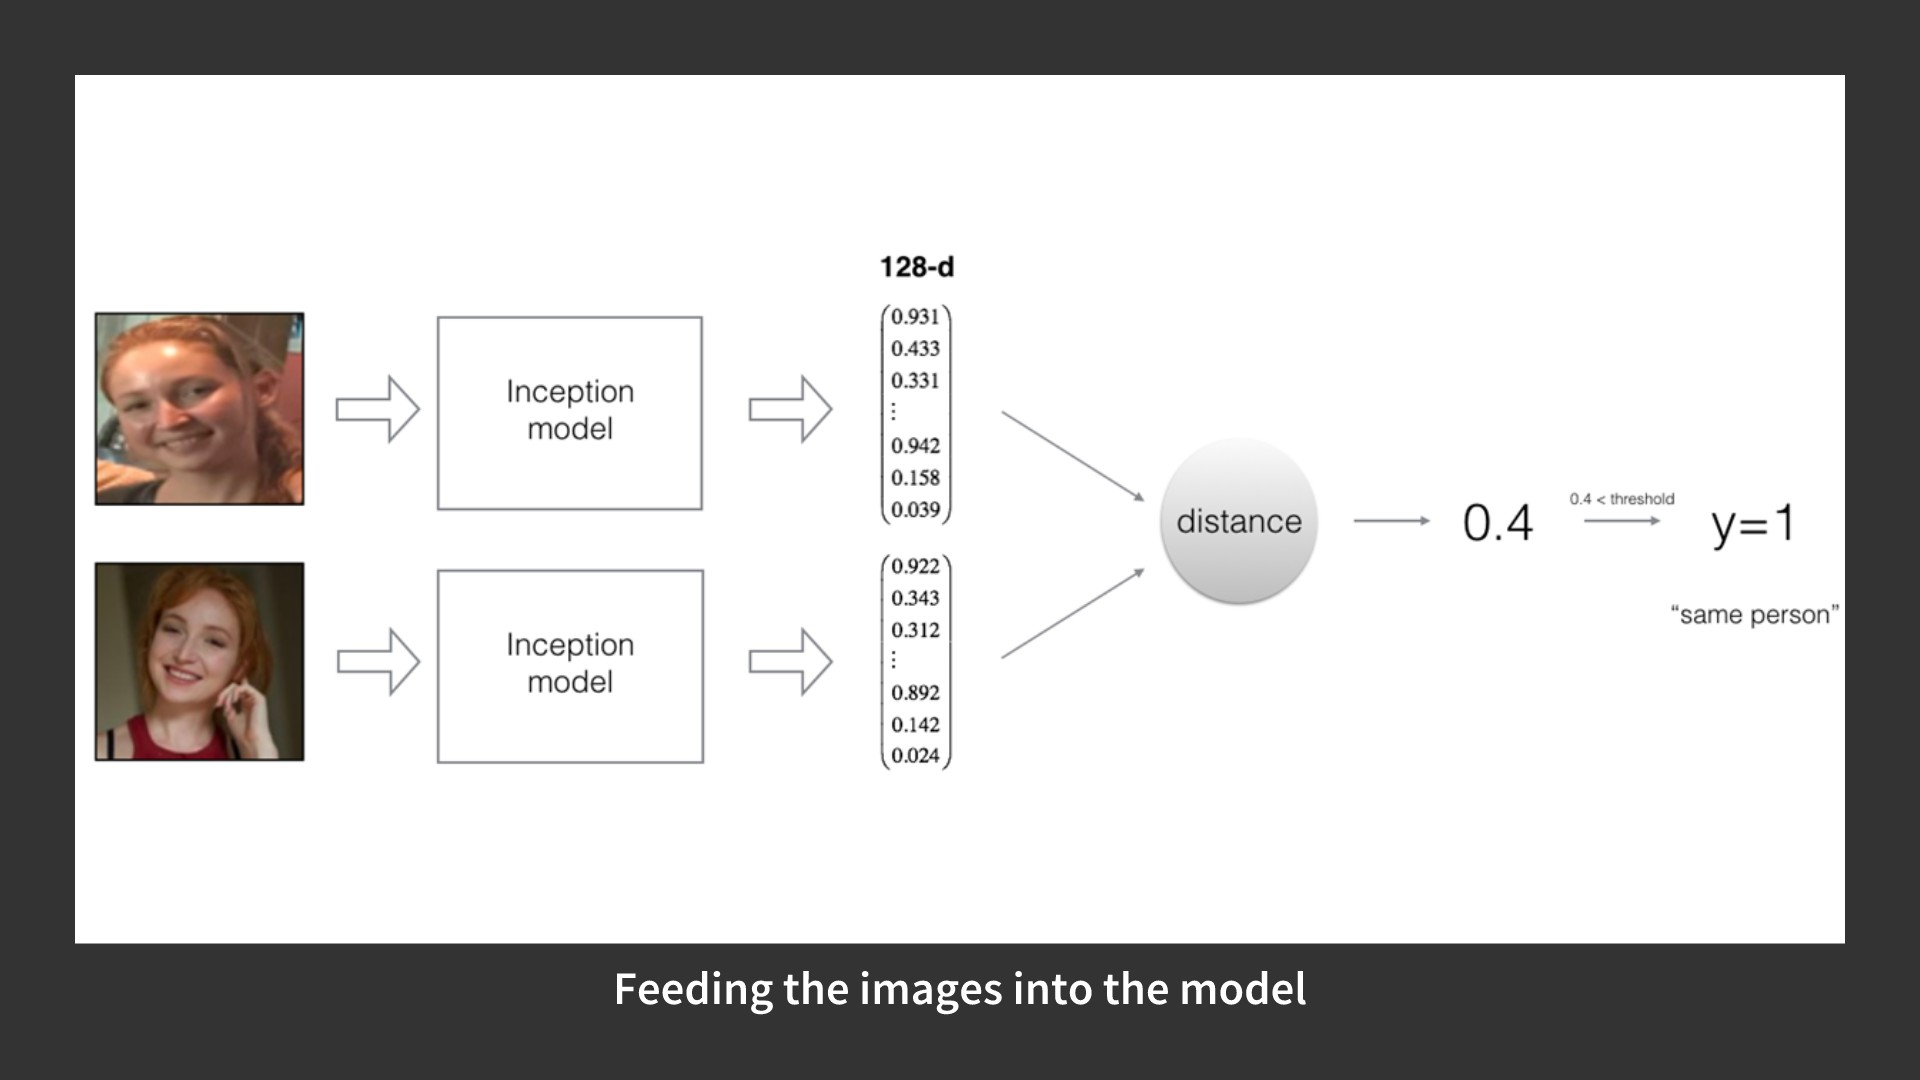 128-d
0.931
0.433
0.331
⋮
0.942
0.158
0.039
Inception
model
0.922
0.343
0.312
⋮
0.892
0.142
0.024
Inception
model
distance
0.4
0.4 < threshold
y=1
“same person”
Feeding the images into the model